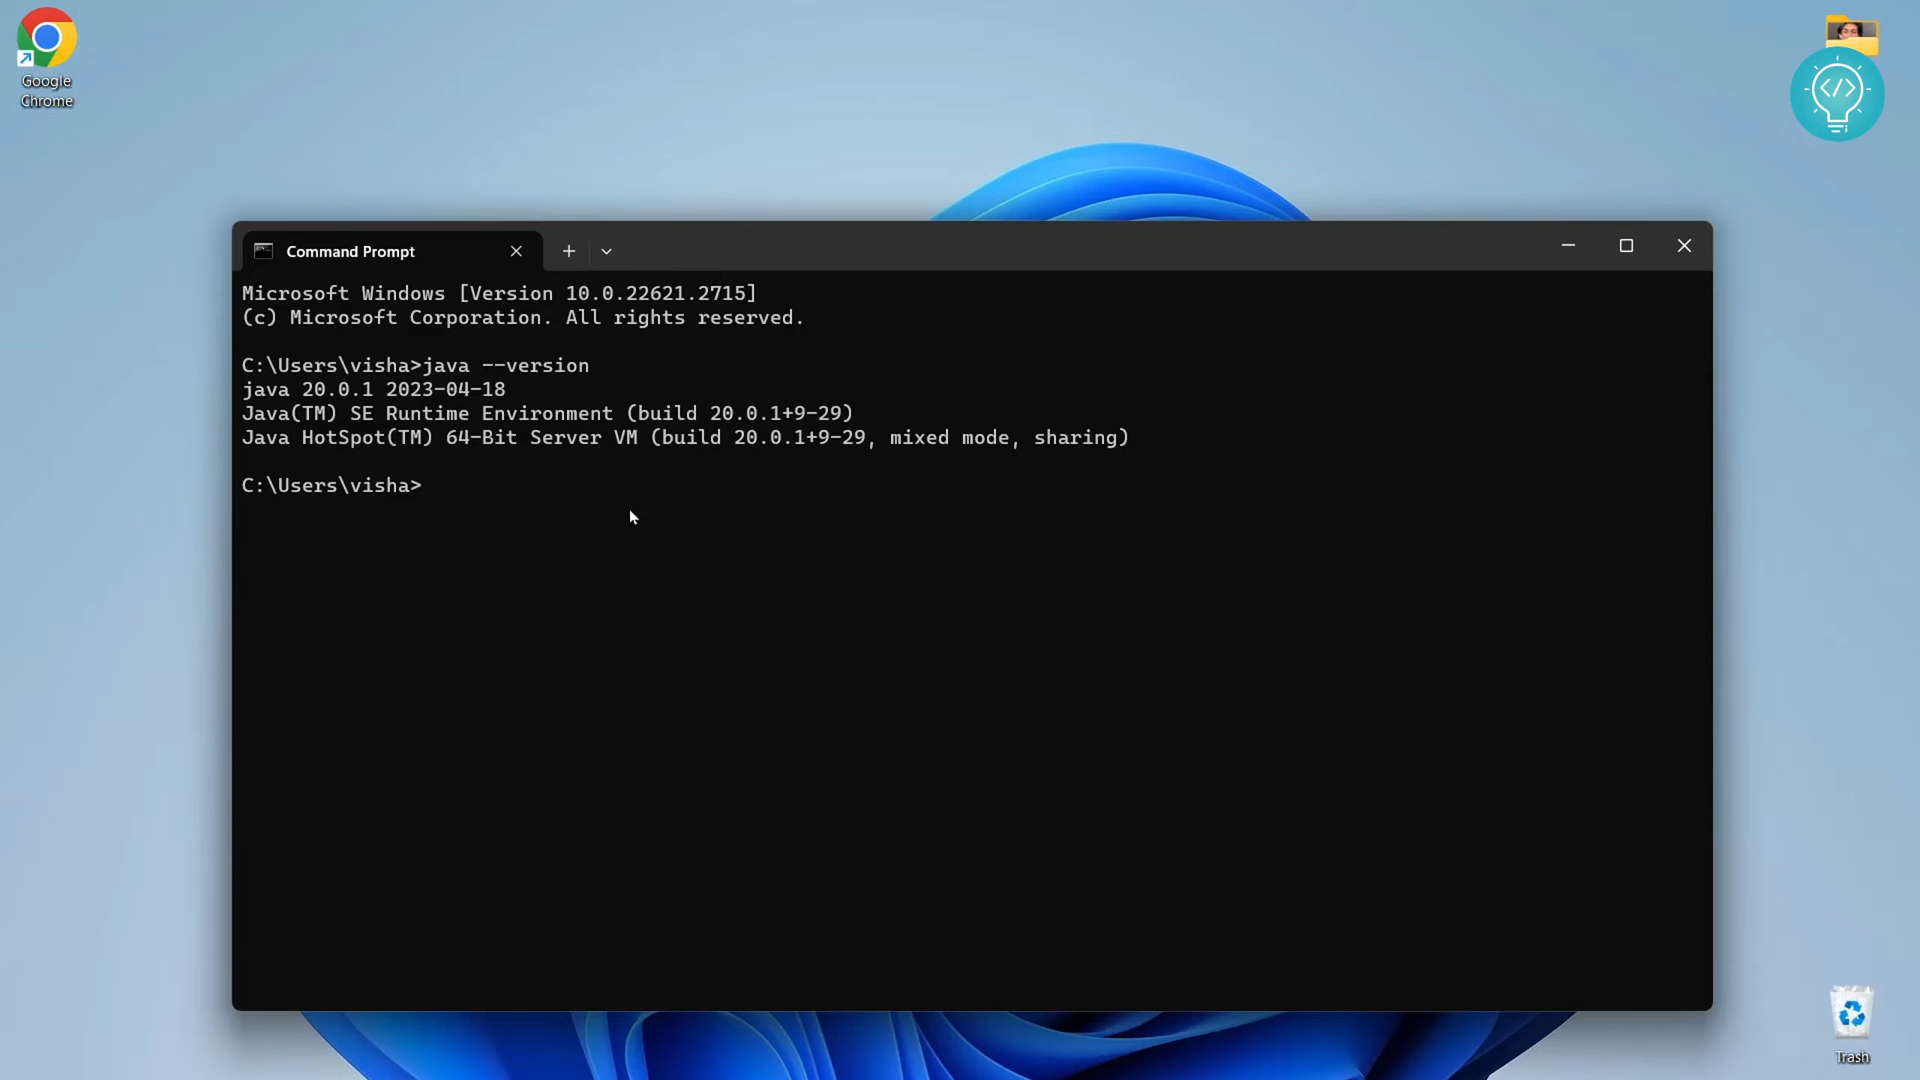 Google
Chrome
</>
Command Prompt
Microsoft Windows [Version 10.0.22621.2715]
(c) Microsoft Corporation. All rights reserved.
C:\Users\visha>java --version
java 20.0.1 2023-04-18
Java(TM) SE Runtime Environment (build 20.0.1+9-29)
Java HotSpot(TM) 64-Bit Server VM (build 20.0.1+9-29, mixed mode, sharing)
C:\Users\visha>
Trash